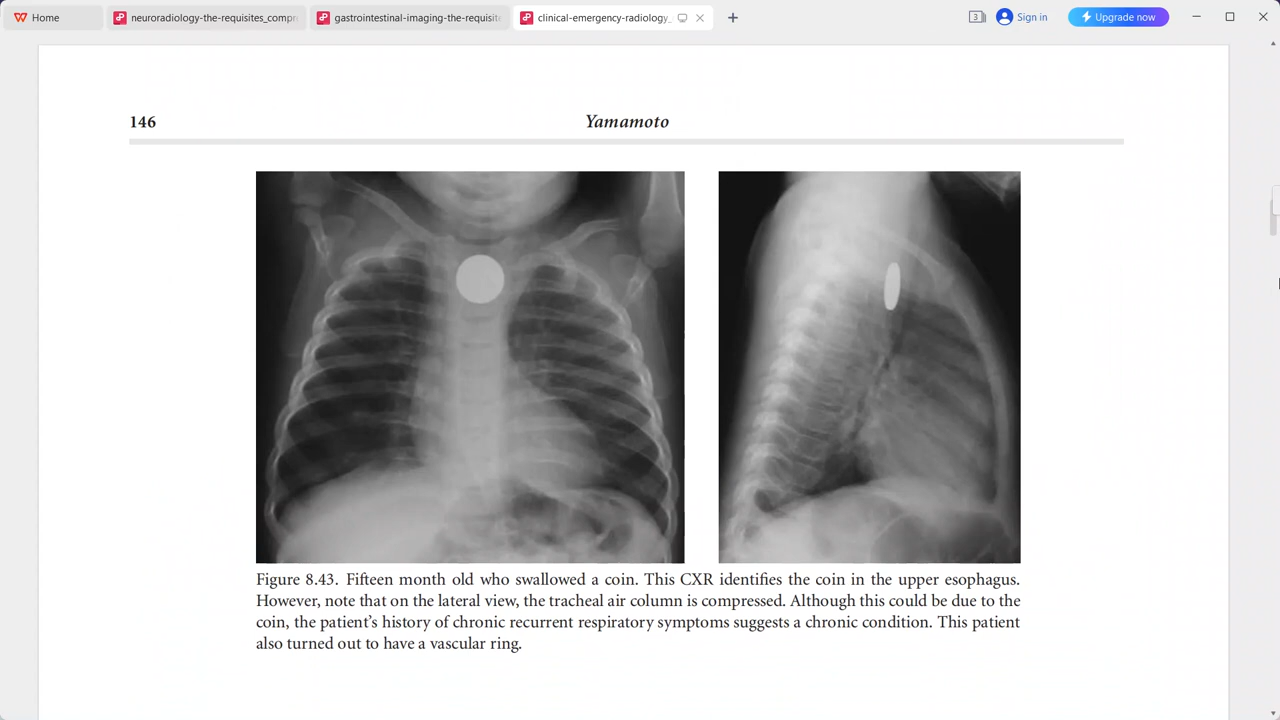 Home
neuroradiology-the-requisites_compr
gastrointestinal-imaging-the-requisit
clinical-emergency-radiology_
3
Sign in
Upgrade now
146
Yamamoto
Figure 8.43. Fifteen month old who swallowed a coin. This CXR identifies the coin in the upper esophagus.
However, note that on the lateral view, the tracheal air column is compressed. Although this could be due to the
coin, the patient's history of chronic recurrent respiratory symptoms suggests a chronic condition. This patient
also turned out to have a vascular ring.